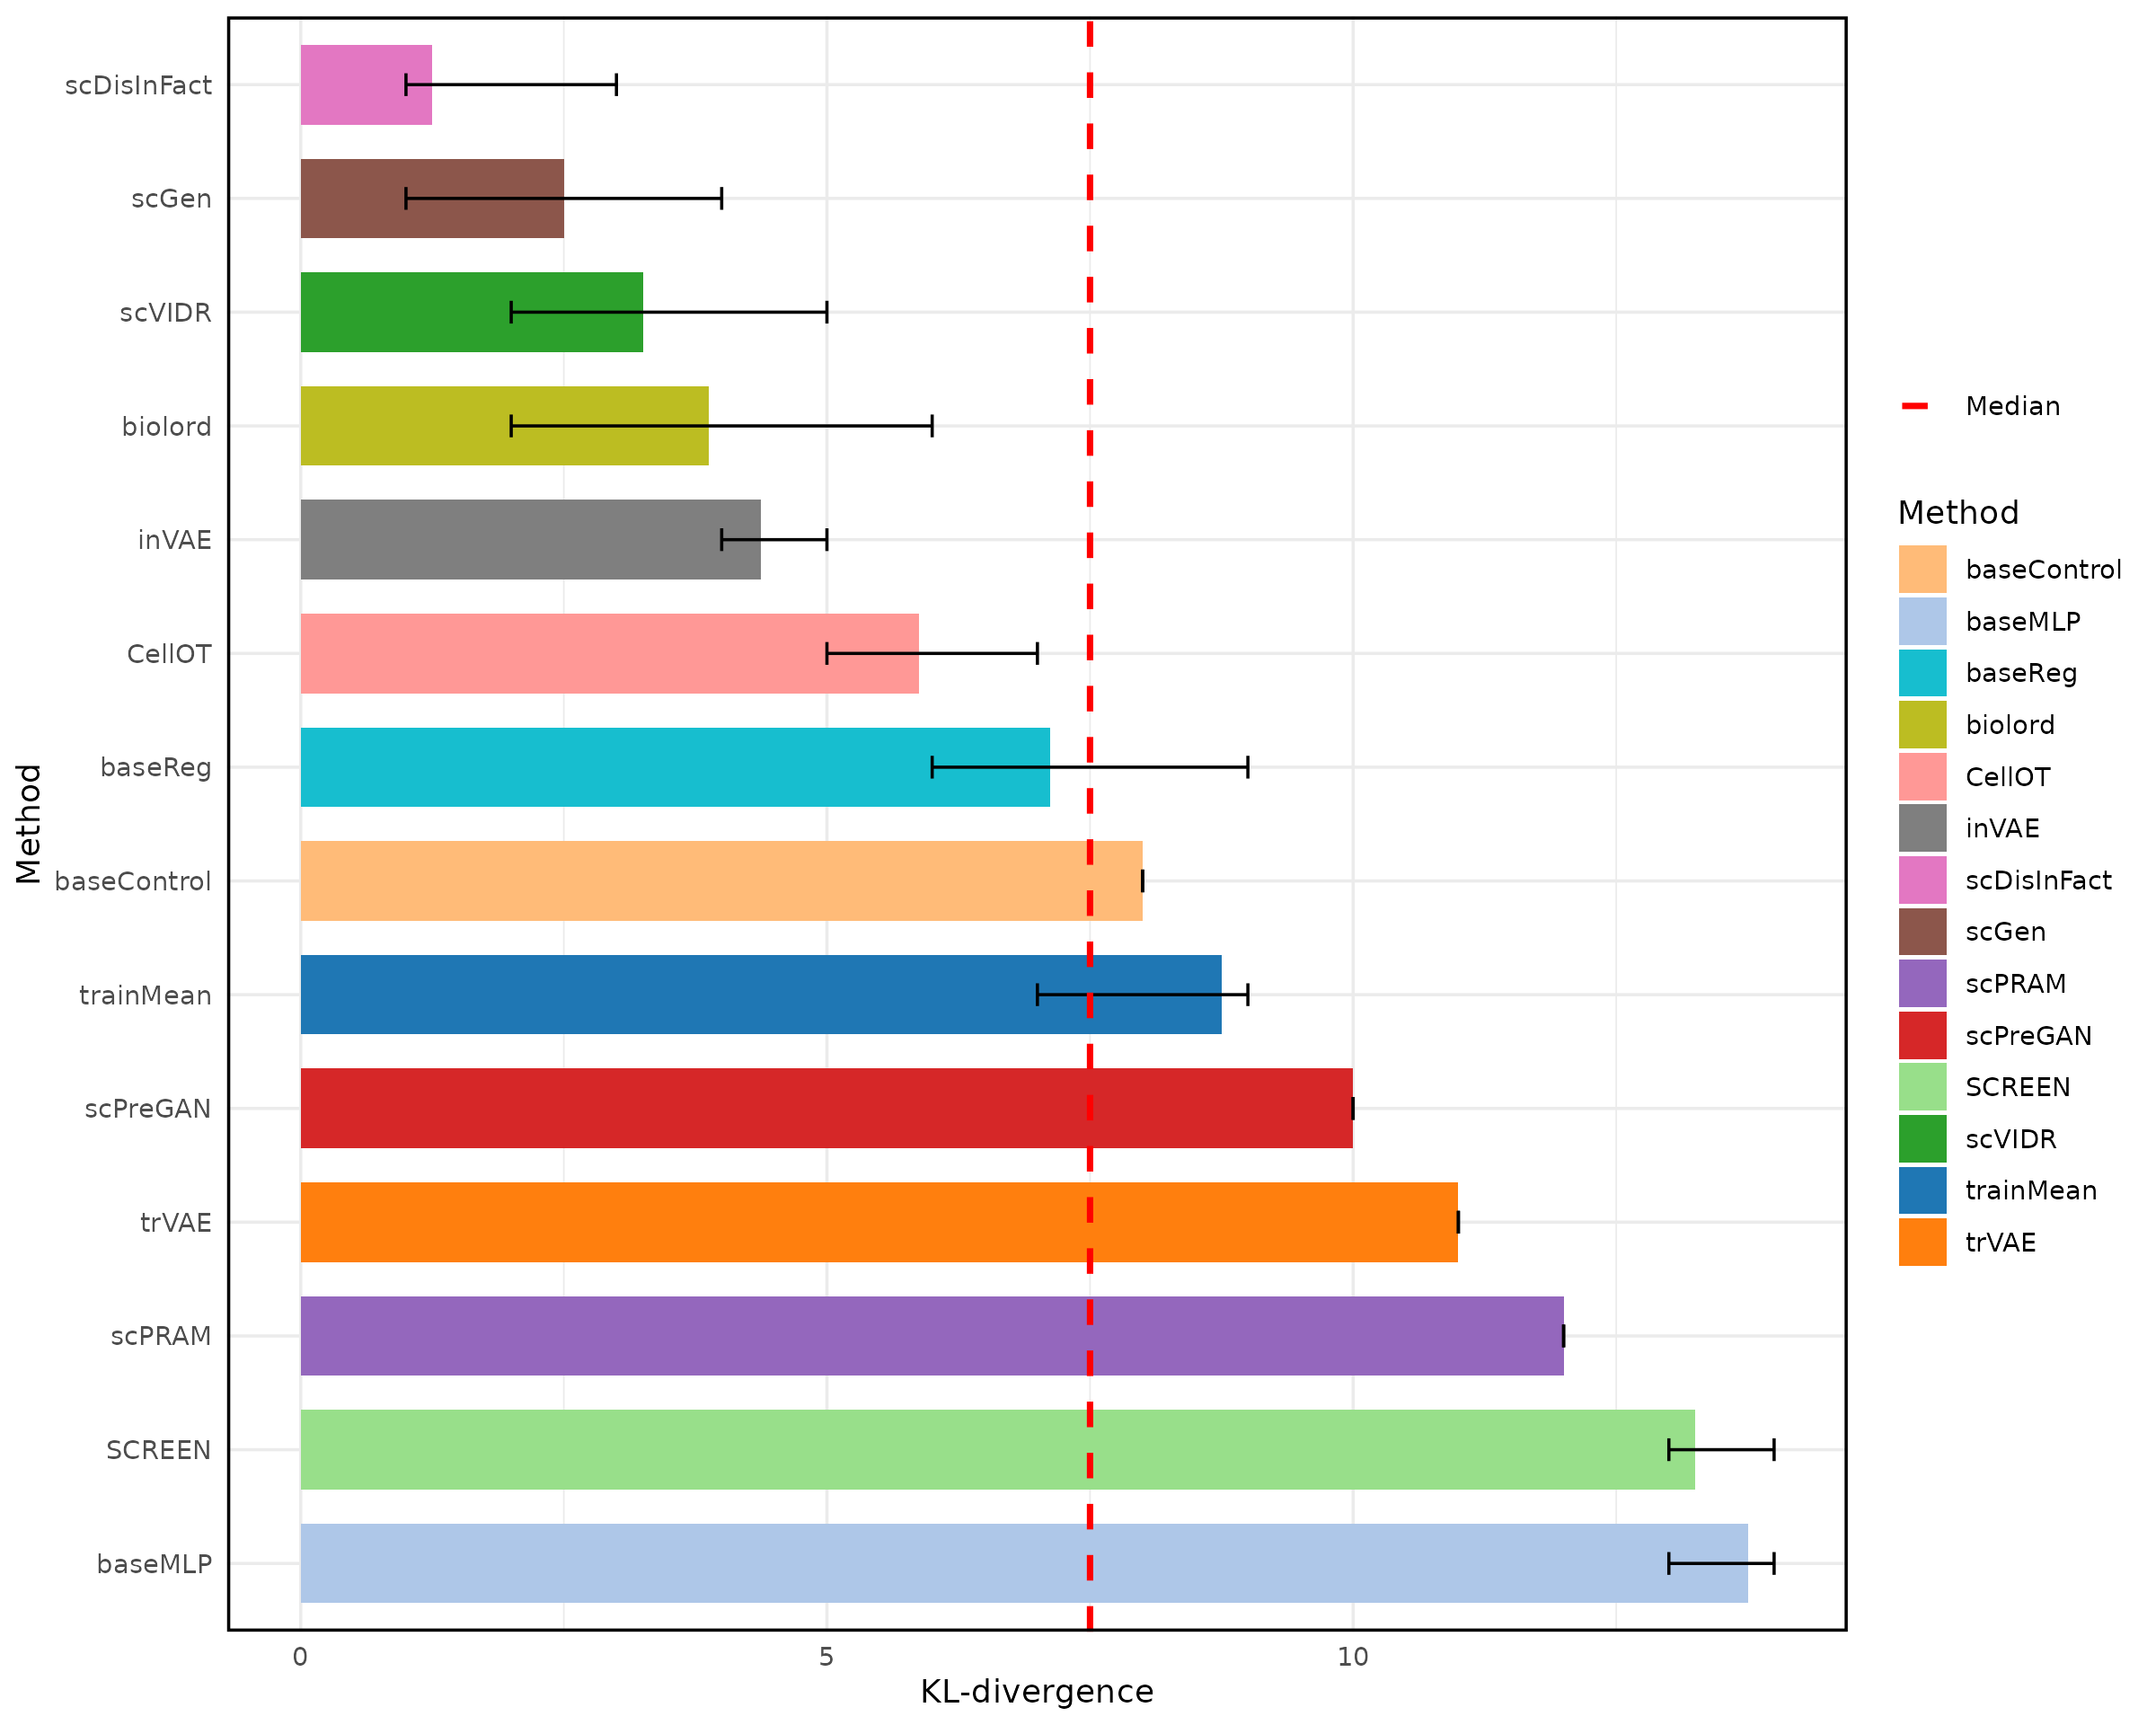 scDisInFact
scGen
scVIDR
biolord
inVAE
CellOT
baseReg
baseControl
trainMean
scPreGAN
trVAE
scPRAM
SCREEN
baseMLP
Method
0
5
10
KL-divergence
Median
Method
baseControl
baseMLP
baseReg
biolord
CellOT
inVAE
scDisInFact
scGen
scPRAM
scPreGAN
SCREEN
scVIDR
trainMean
trVAE